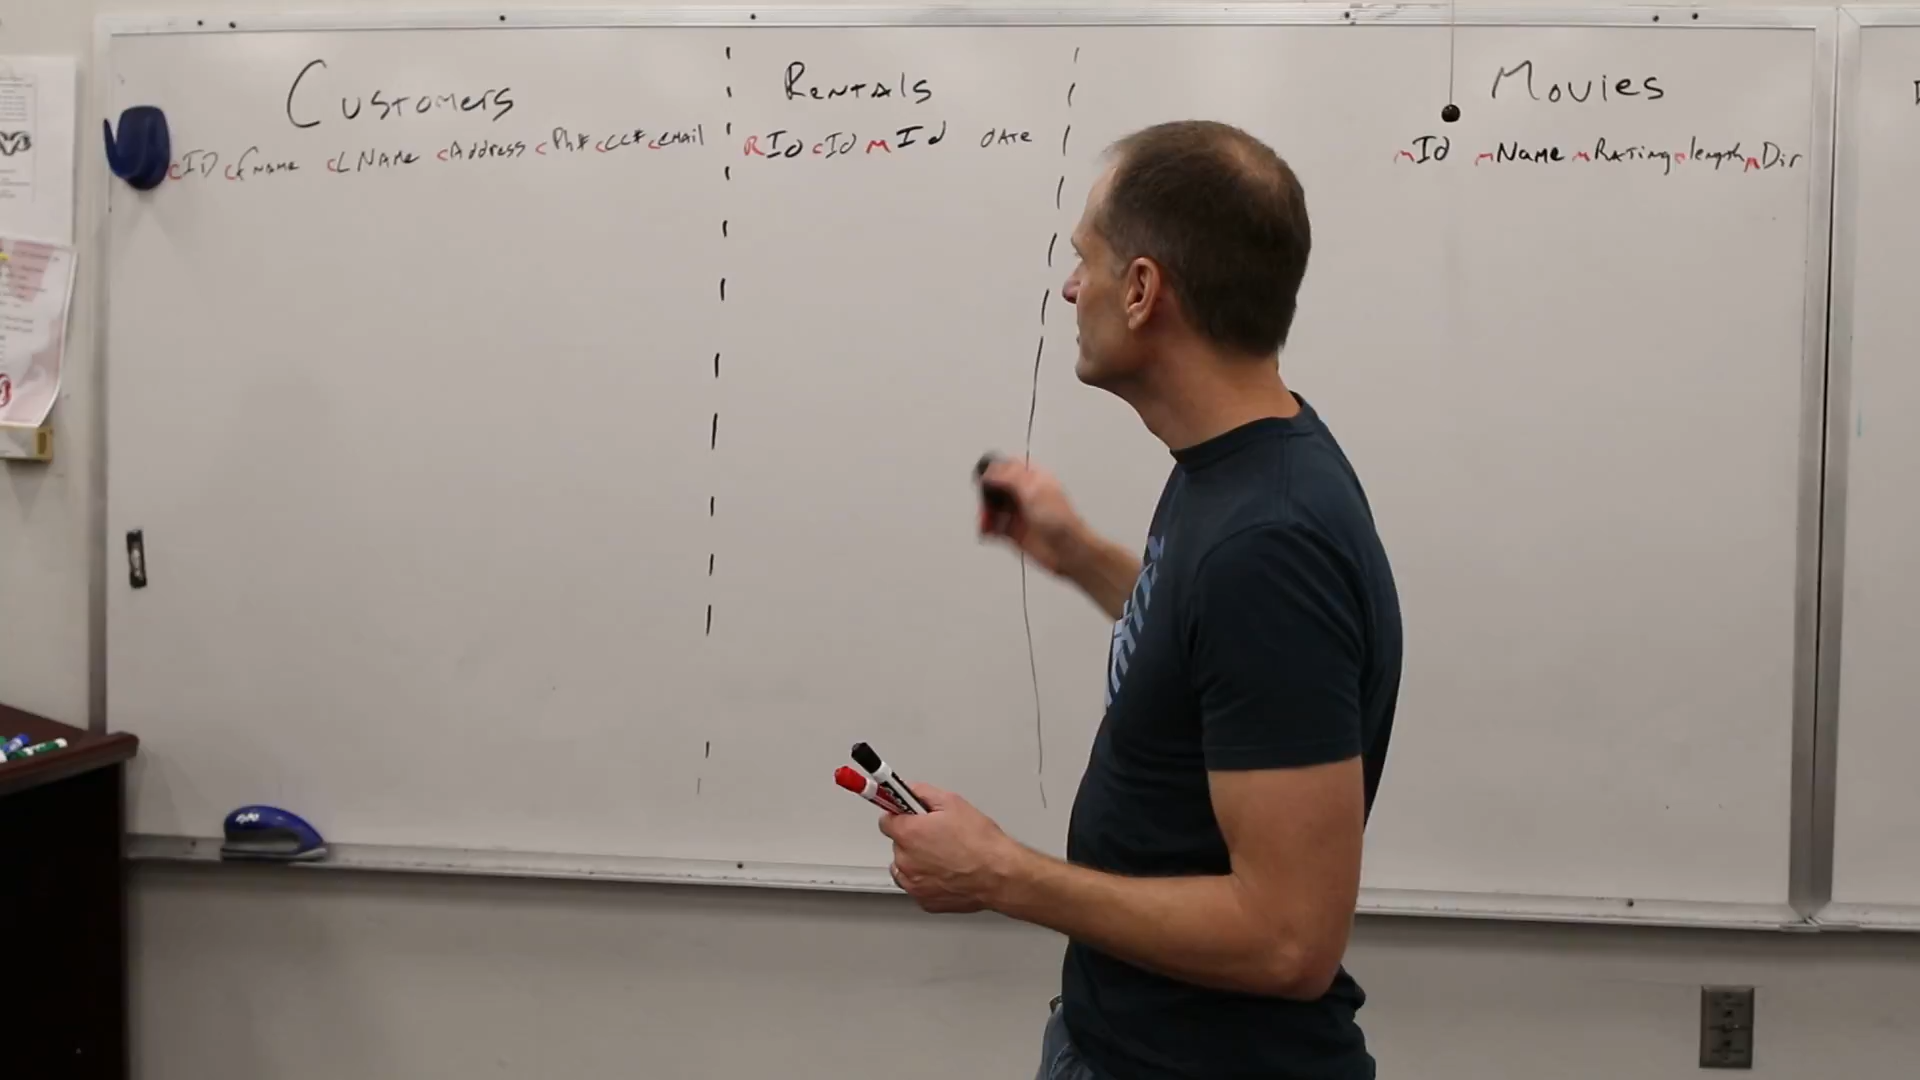 Customers
cID cFname cLName cAddress cPh# cCC# cemail
Rentals
RId cId mId DATE
Movies
mId mName mRating mlength mDir